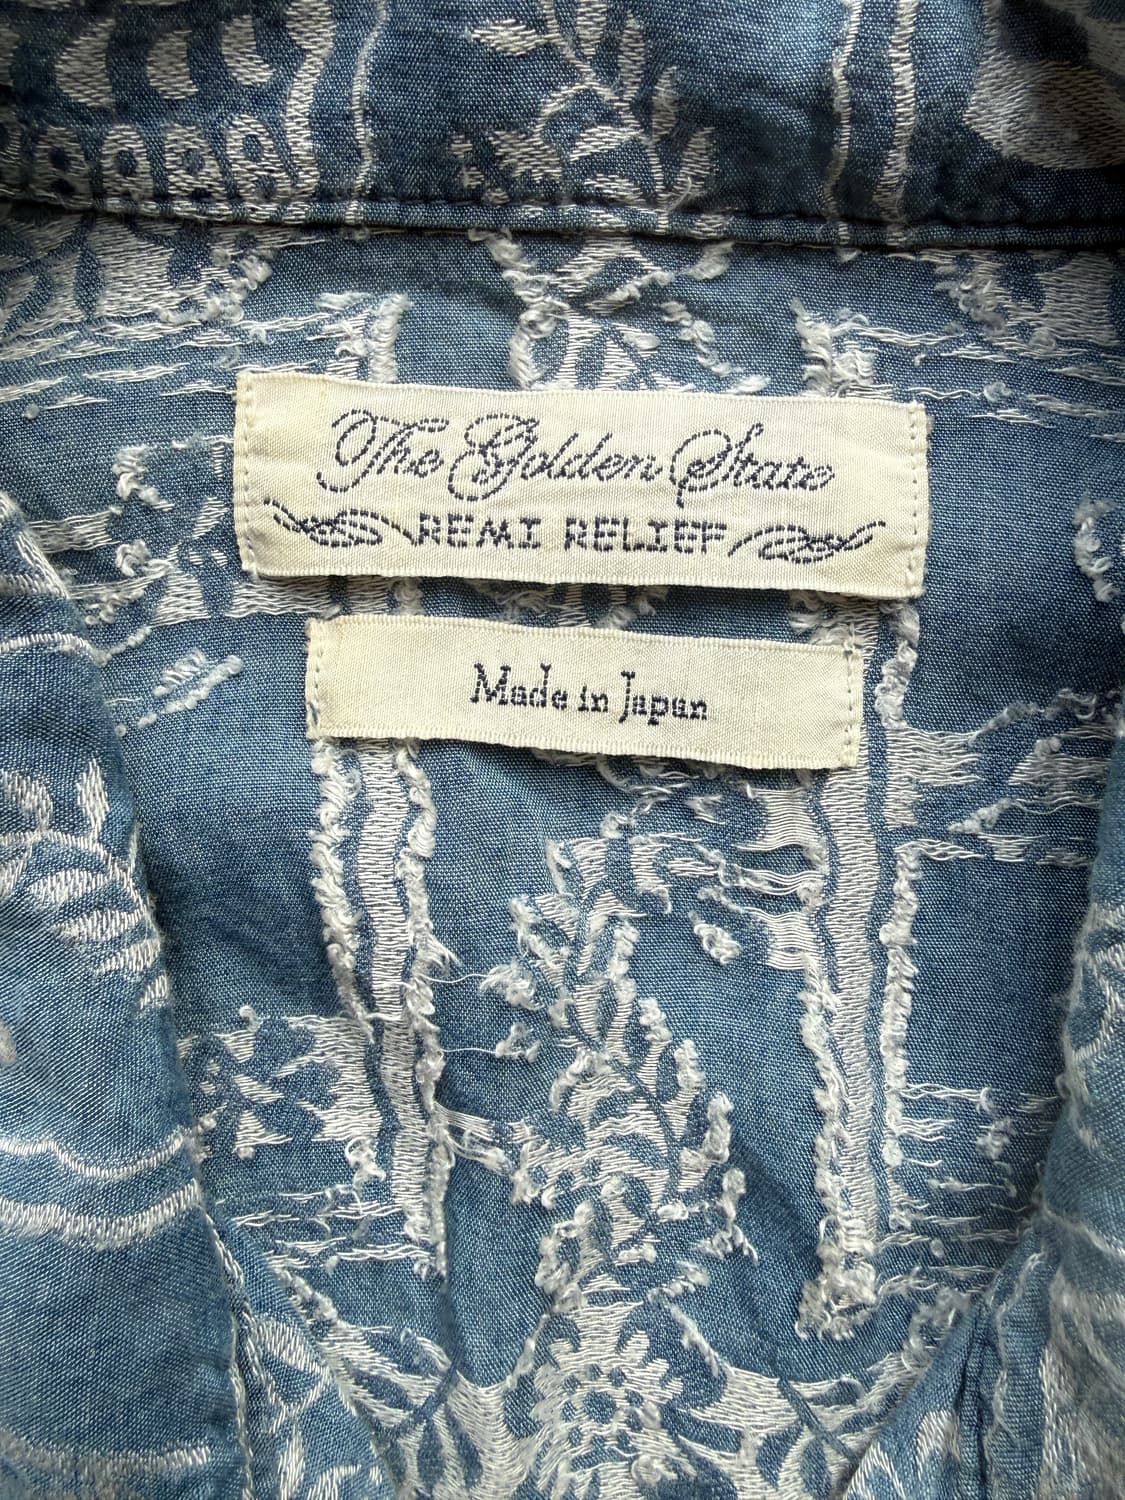 The Golden State
REMI RELIEF
Made in Japan